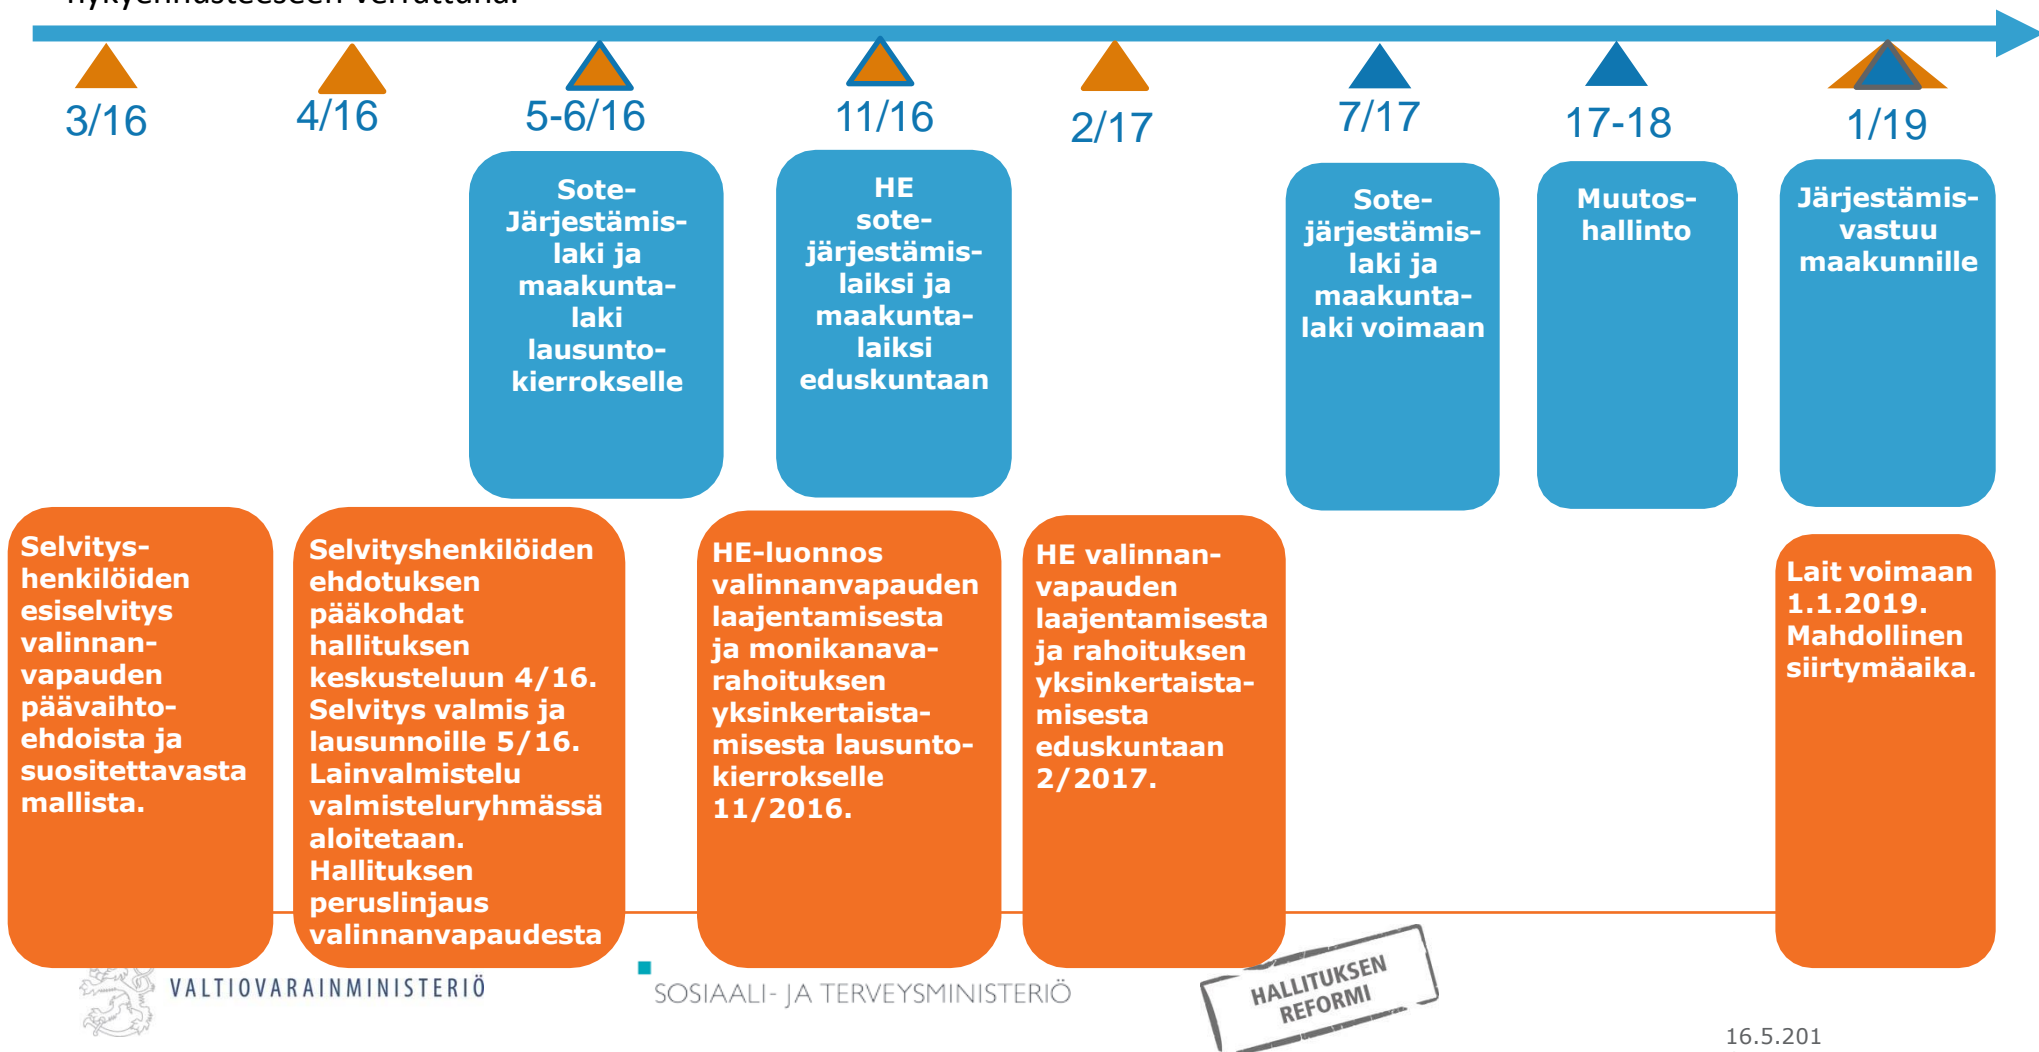 nykyennusteeseen verrattuna.
3/16
4/16
5-6/16
11/16
2/17
7/17
17-18
1/19
Sote-
Järjestämis-
laki ja
maakunta-
laki
lausunto-
kierrokselle
HE
sote-
järjestämis-
laiksi ja
maakunta-
laiksi
eduskuntaan
Sote-
järjestämis-
laki ja
maakunta-
laki voimaan
Muutos-
hallinto
Järjestämis-
vastuu
maakunnille
Selvitys-
henkilöiden
esiselvitys
valinnan-
vapauden
päävaihto-
ehdoista ja
suositettavasta
mallista.
Selvityshenkilöiden
ehdotuksen
pääkohdat
hallituksen
keskusteluun 4/16.
Selvitys valmis ja
lausunnoille 5/16.
Lainvalmistelu
valmisteluryhmässä
aloitetaan.
Hallituksen
peruslinjaus
valinnanvapaudesta
HE-luonnos
valinnanvapauden
laajentamisesta
ja monikanava-
rahoituksen
yksinkertaista-
misesta lausunto-
kierrokselle
11/2016.
HE valinnan-
vapauden
laajentamisesta
ja rahoituksen
yksinkertaista-
misesta
eduskuntaan
2/2017.
Lait voimaan
1.1.2019.
Mahdollinen
siirtymäaika.
VALTIOVARAINMINISTERIÖ
SOSIAALI- JA TERVEYSMINISTERIÖ
HALLITUKSEN
REFORMI
16.5.201